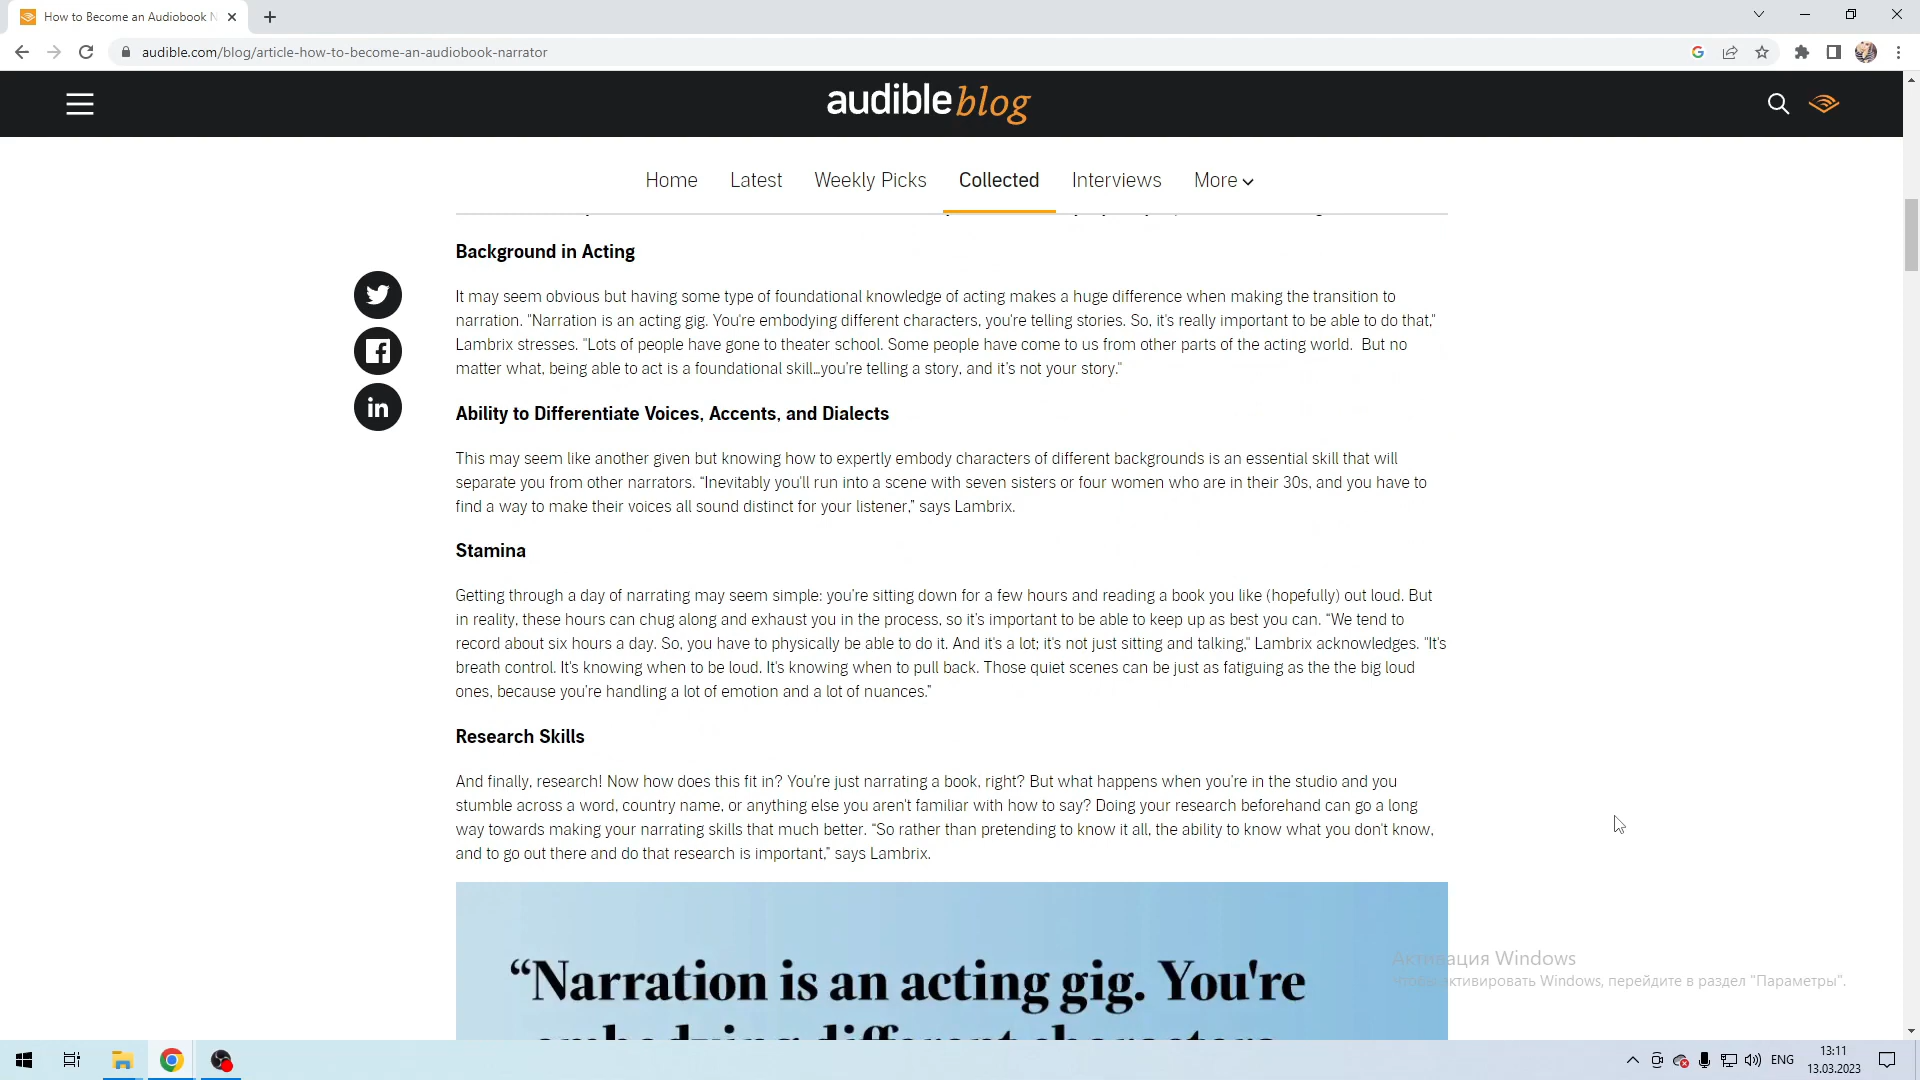 How to Become an Audiobook N
audible.com/blog/article-how-to-become-an-audiobook-narrator
audible blog
Home Latest Weekly Picks Collected Interviews More
Background in Acting
It may seem obvious but having some type of foundational knowledge of acting makes a huge difference when making the transition to
narration. "Narration is an acting gig. You're embodying different characters, you're telling stories. So, it's really important to be able to do that,"
Lambrix stresses. "Lots of people have gone to theater school. Some people have come to us from other parts of the acting world. But no
matter what, being able to act is a foundational skill…you're telling a story, and it's not your story."
Ability to Differentiate Voices, Accents, and Dialects
This may seem like another given but knowing how to expertly embody characters of different backgrounds is an essential skill that will
separate you from other narrators. “Inevitably you'll run into a scene with seven sisters or four women who are in their 30s, and you have to
find a way to make their voices all sound distinct for your listener,” says Lambrix.
Stamina
Getting through a day of narrating may seem simple: you're sitting down for a few hours and reading a book you like (hopefully) out loud. But
in reality, these hours can chug along and exhaust you in the process, so it's important to be able to keep up as best you can. “We tend to
record about six hours a day. So, you have to physically be able to do it. And it's a lot; it's not just sitting and talking," Lambrix acknowledges. "It's
breath control. It's knowing when to be loud. It's knowing when to pull back. Those quiet scenes can be just as fatiguing as the the big loud
ones, because you're handling a lot of emotion and a lot of nuances.”
Research Skills
And finally, research! Now how does this fit in? You're just narrating a book, right? But what happens when you're in the studio and you
stumble across a word, country name, or anything else you aren't familiar with how to say? Doing your research beforehand can go a long
way towards making your narrating skills that much better. “So rather than pretending to know it all, the ability to know what you don't know,
and to go out there and do that research is important,” says Lambrix.
“Narration is an acting gig. You're
embodying different characters
Активация Windows
Чтобы активировать Windows, перейдите в раздел "Параметры".
ENG
13:11
13.03.2023